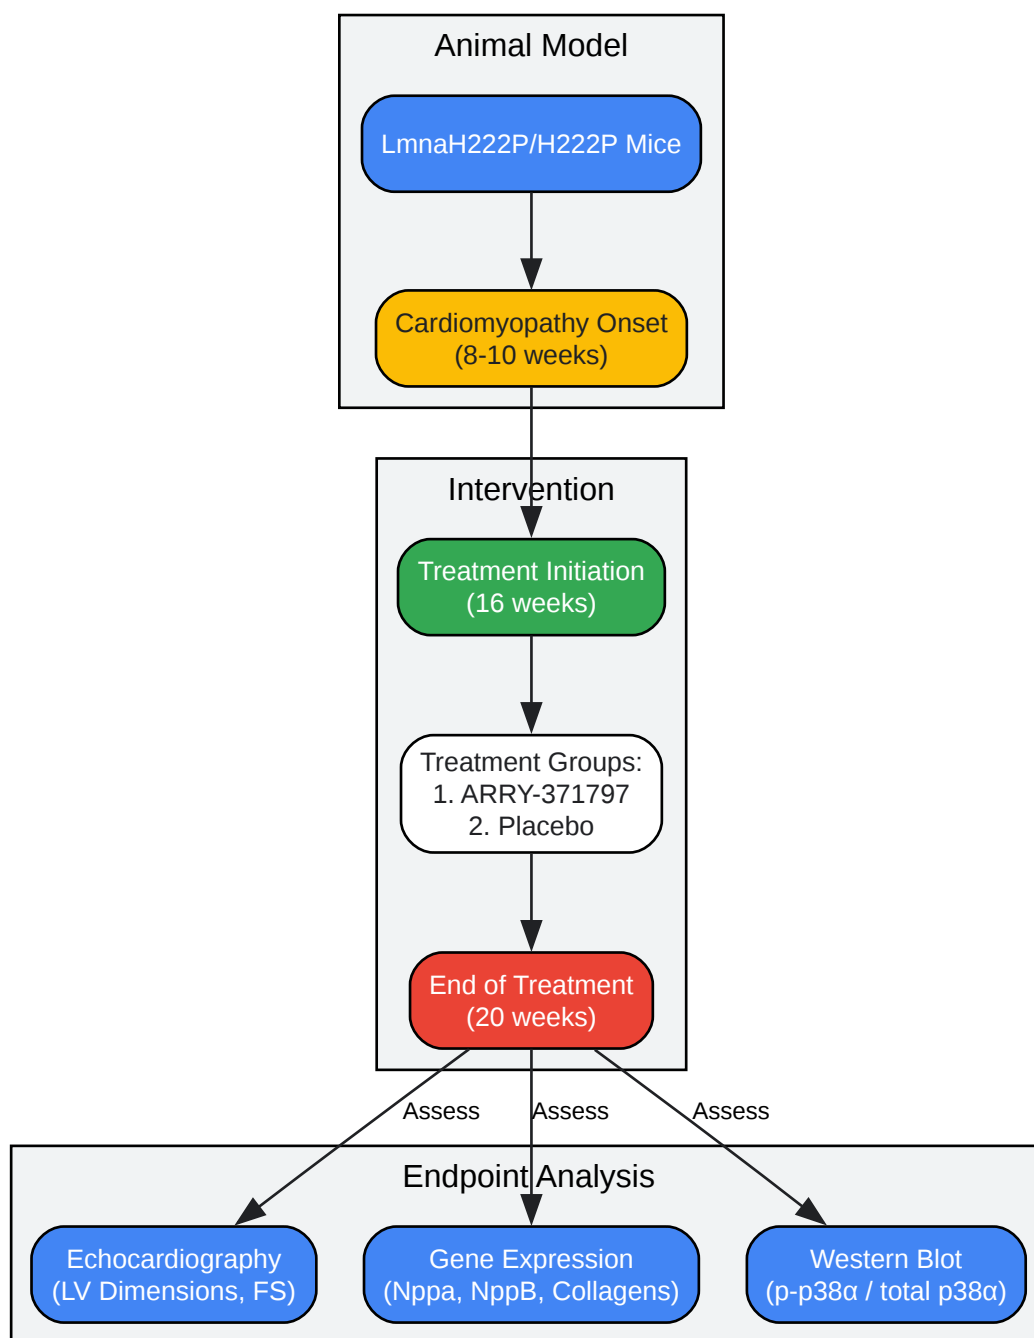 Animal Model
LmnaH222P/H222P Mice
Cardiomyopathy Onset
(8-10 weeks)
Intervention
Treatment Initiation
(16 weeks)
Treatment Groups:
1. ARRY-371797
2. Placebo
End of Treatment
(20 weeks)
Assess
Assess
Assess
Endpoint Analysis
Echocardiography
(LV Dimensions, FS)
Gene Expression
(Nppa, NppB, Collagens)
Western Blot
(p-p38α / total p38α)